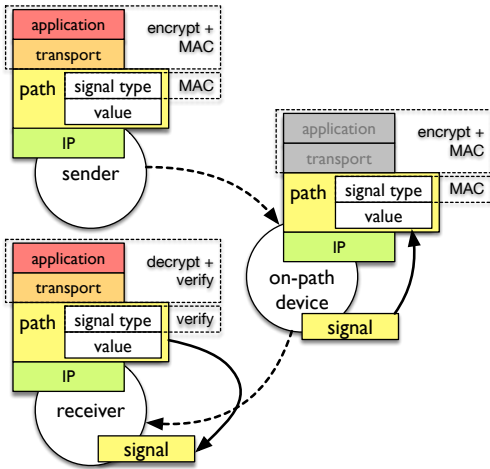 application
transport
encrypt +
MAC
path
signal type
MAC
value
IP
sender
application
transport
encrypt +
MAC
path
signal type
MAC
value
IP
on-path
device
signal
application
transport
decrypt +
verify
path
signal type
verify
value
IP
receiver
signal